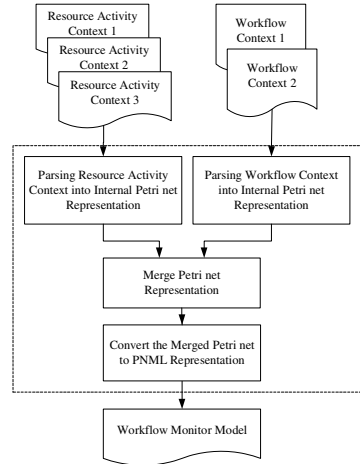 Resource Activity
Context 1
Resource Activity
Context 2
Resource Activity
Context 3
Workflow
Context 1
Workflow
Context 2
Parsing Resource Activity
Context into Internal Petri net
Representation
Parsing Workflow Context
into Internal Petri net
Representation
Merge Petri net
Representation
Convert the Merged Petri net
to PNML Representation
Workflow Monitor Model